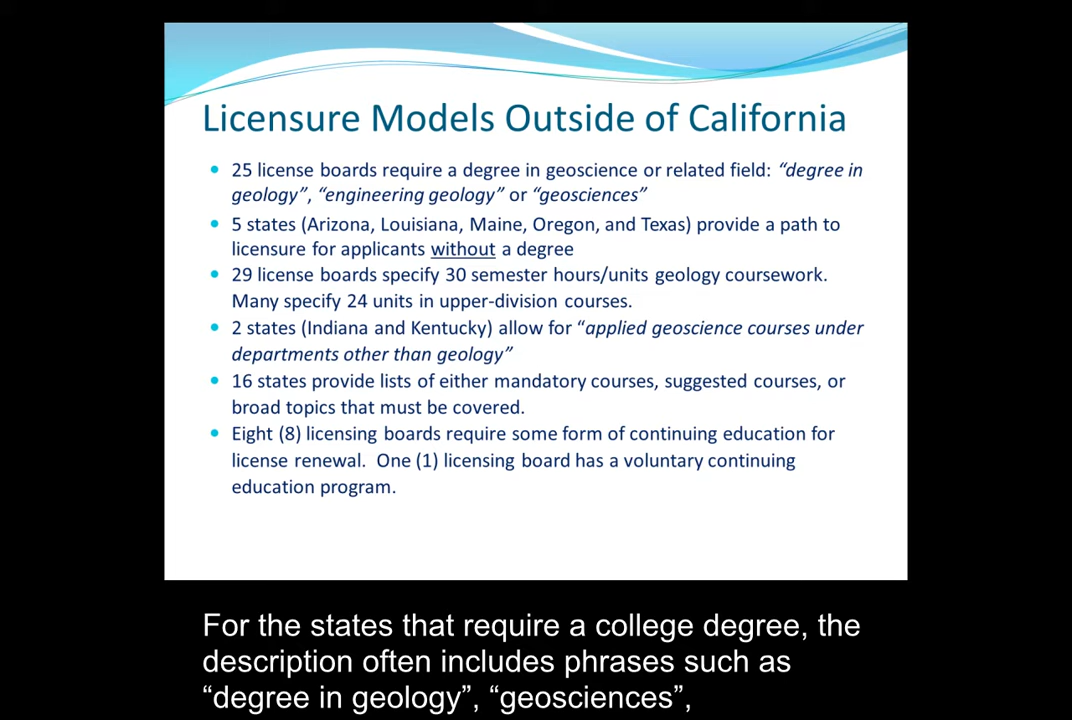 Licensure Models Outside of California
• 25 license boards require a degree in geoscience or related field: “degree in
geology”, “engineering geology” or “geosciences”
• 5 states (Arizona, Louisiana, Maine, Oregon, and Texas) provide a path to
licensure for applicants without a degree
• 29 license boards specify 30 semester hours/units geology coursework.
Many specify 24 units in upper-division courses.
• 2 states (Indiana and Kentucky) allow for “applied geoscience courses under
departments other than geology”
• 16 states provide lists of either mandatory courses, suggested courses, or
broad topics that must be covered.
• Eight (8) licensing boards require some form of continuing education for
license renewal.  One (1) licensing board has a voluntary continuing
education program.
For the states that require a college degree, the
description often includes phrases such as
“degree in geology”, “geosciences”,